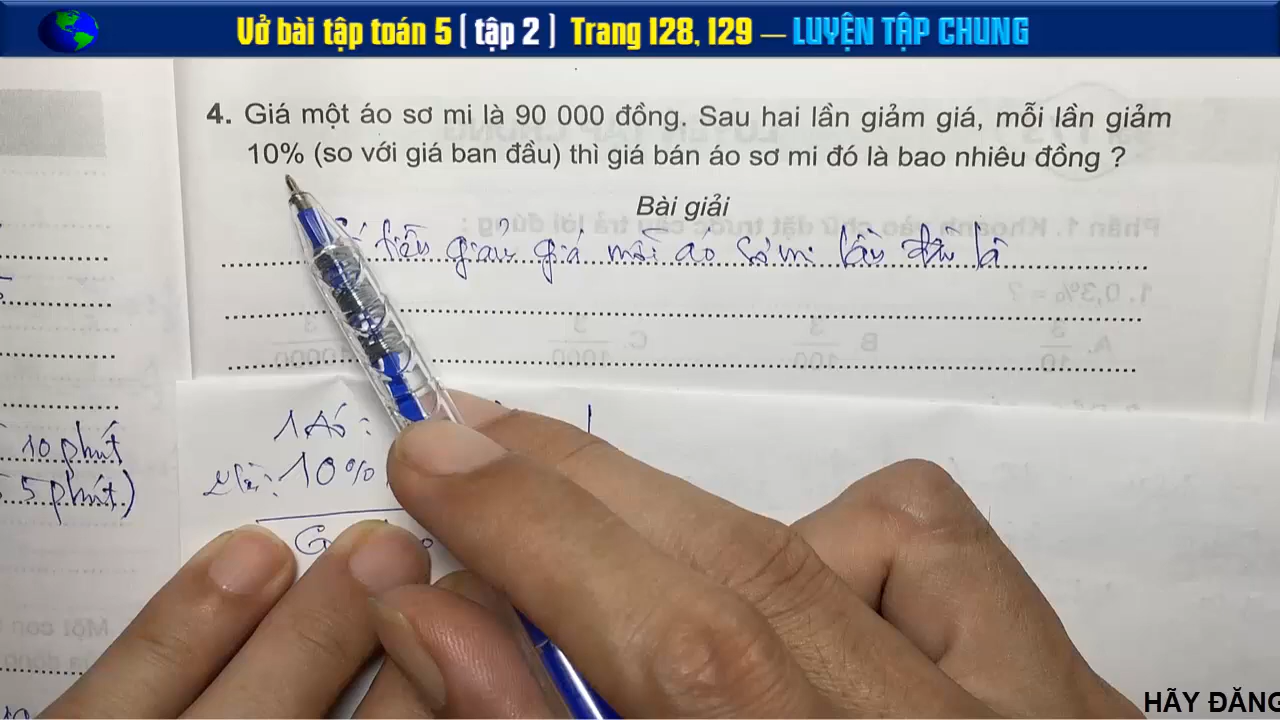 Vở bài tập toán 5 ( tập 2 ) Trang 128, 129 – LUYỆN TẬP CHUNG
4. Giá một áo sơ mi là 90 000 đồng. Sau hai lần giảm giá, mỗi lần giảm
10% (so với giá ban đầu) thì giá bán áo sơ mi đó là bao nhiêu đồng ?
Bài giải
tiền giảm giá mỗi áo sơ mi lần đầu là
10 phút
5 phút)
1 Áo :
10%
HÃY ĐĂNG